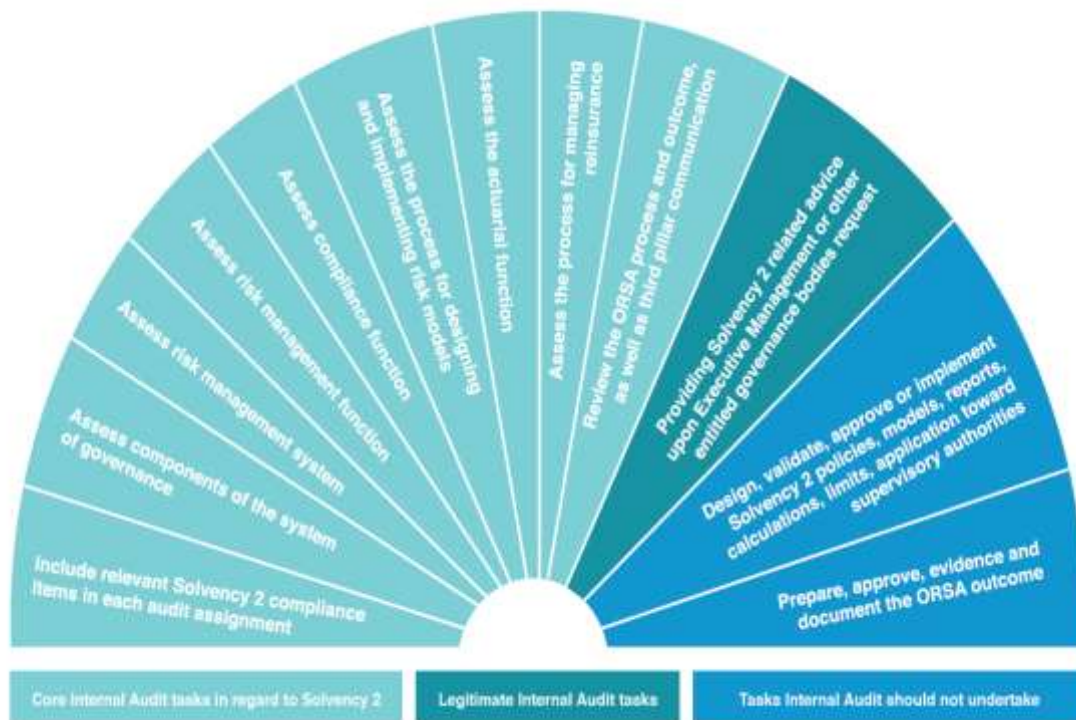 Include relevant Solvency 2 compliance
items in each audit assignment
Assess components of the system
of governance
Assess risk management system
Assess risk management function
Assess compliance function
Assess the process for designing
and implementing risk models
Assess the actuarial function
Assess the process for managing
reinsurance
Review the ORSA process and outcome,
as well as third pillar communication
Providing Solvency 2 related advice
upon Executive Management or other
entitled governance bodies request
Design, validate, approve or implement
Solvency 2 policies, models, reports,
calculations, limits, application toward
supervisory authorities
Prepare, approve, evidence and
document the ORSA outcome
Core Internal Audit tasks in regard to Solvency 2
Legitimate Internal Audit tasks
Tasks Internal Audit should not undertake